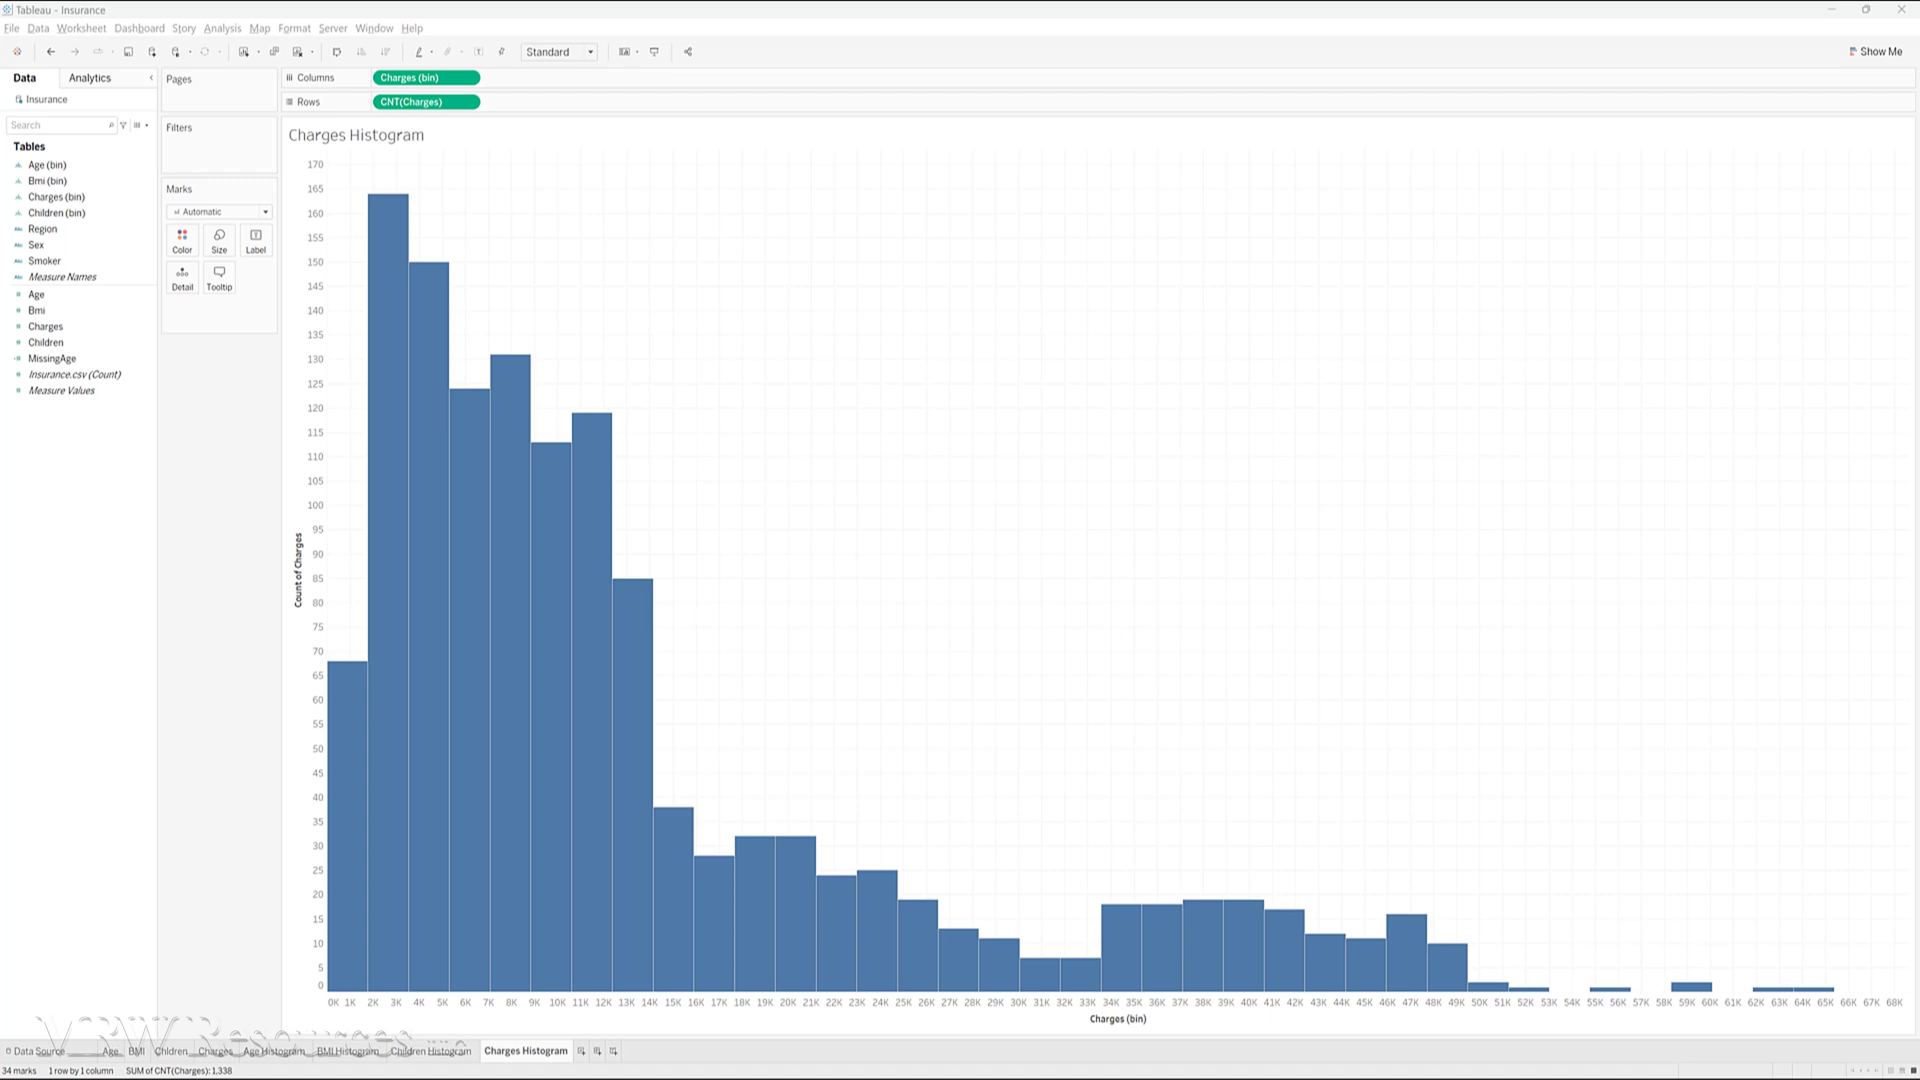 Tableau - Insurance
File Data Worksheet Dashboard Story Analysis Map Format Server Window Help
Standard
Show Me
Data Analytics
Pages
Columns Charges (bin)
Insurance
Rows CNT(Charges)
Search
Filters
Charges Histogram
Tables
Age (bin)
Bmi (bin)
Charges (bin)
Children (bin)
Region
Sex
Smoker
Measure Names
Age
Bmi
Charges
Children
MissingAge
Insurance.csv (Count)
Measure Values
Marks
Automatic
Color Size Label
Detail Tooltip
170
165
160
155
150
145
140
135
130
125
120
115
110
105
100
95
90
85
80
75
70
65
60
55
50
45
40
35
30
25
20
15
10
5
0
Count of Charges
0K 1K 2K 3K 4K 5K 6K 7K 8K 9K 10K 11K 12K 13K 14K 15K 16K 17K 18K 19K 20K 21K 22K 23K 24K 25K 26K 27K 28K 29K 30K 31K 32K 33K 34K 35K 36K 37K 38K 39K 40K 41K 42K 43K 44K 45K 46K 47K 48K 49K 50K 51K 52K 53K 54K 55K 56K 57K 58K 59K 60K 61K 62K 63K 64K 65K 66K 67K 68K
Charges (bin)
Data Source Age BMI Children Charges Age Histogram BMI Histogram Children Histogram Charges Histogram
34 marks 1 row by 1 column SUM of CNT(Charges): 1,338